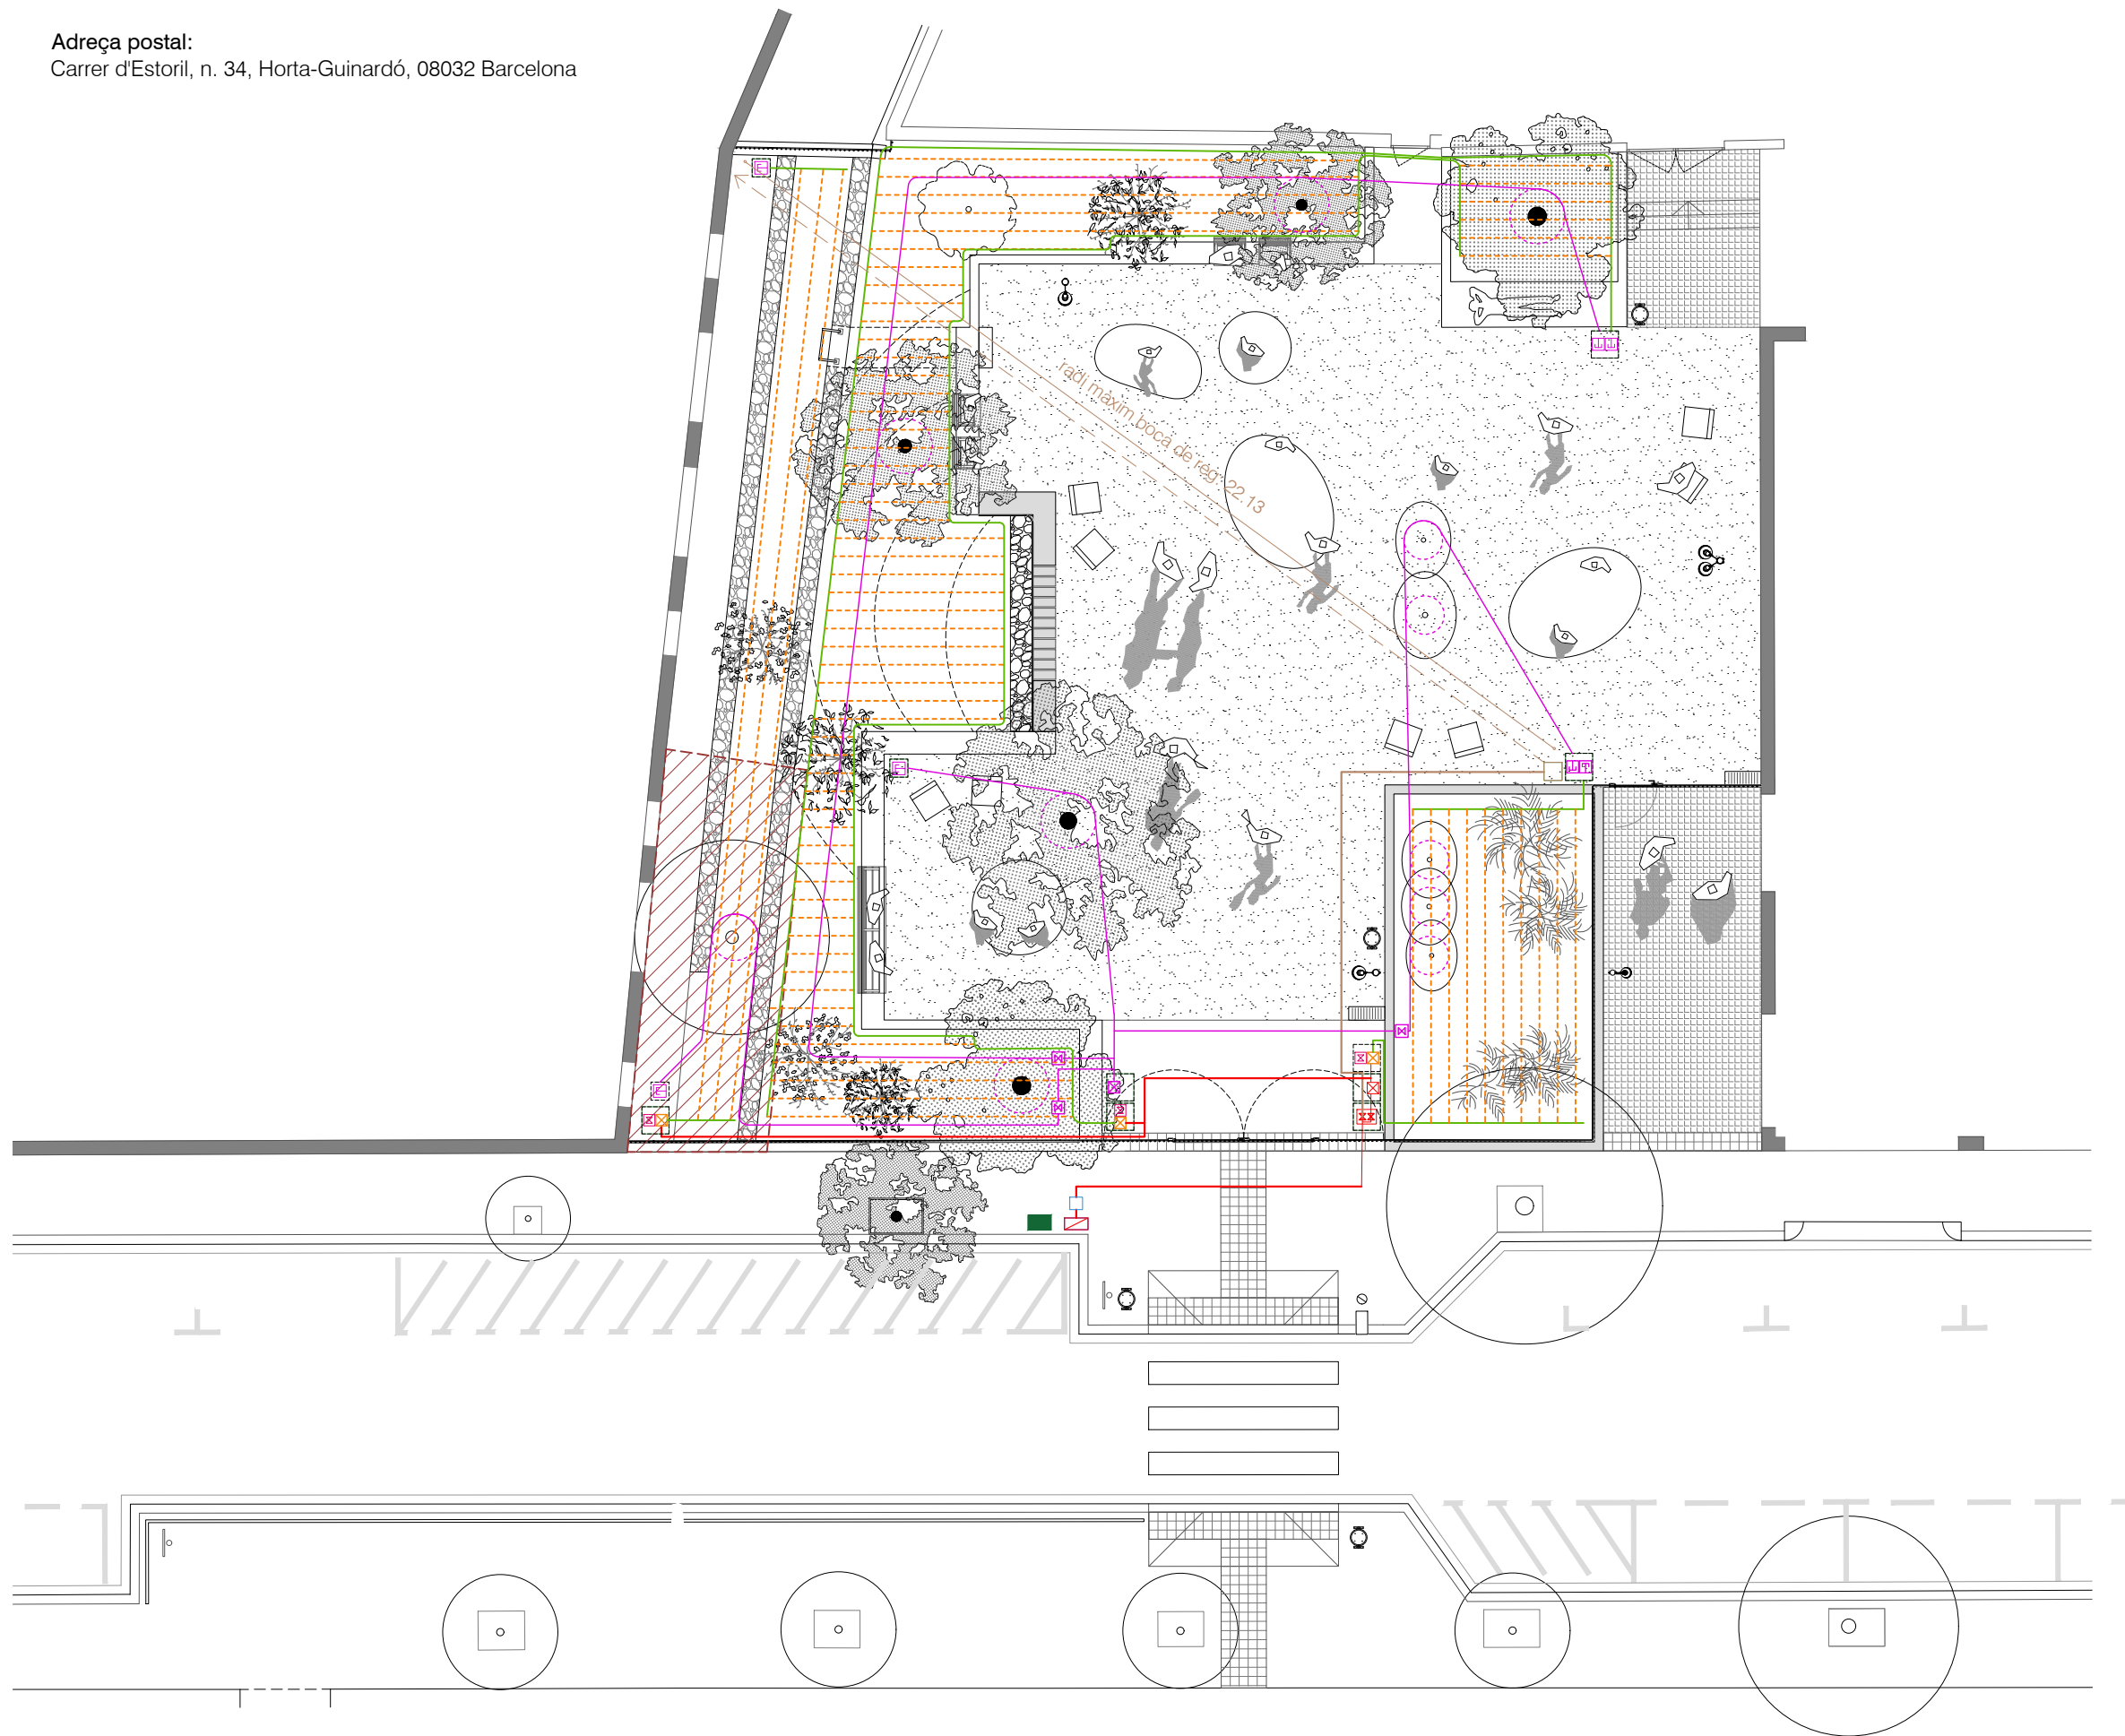 Adreça postal:
Carrer d'Estoril, n. 34, Horta-Guinardó, 08032 Barcelona
radi màxim boca de reg: 22.13